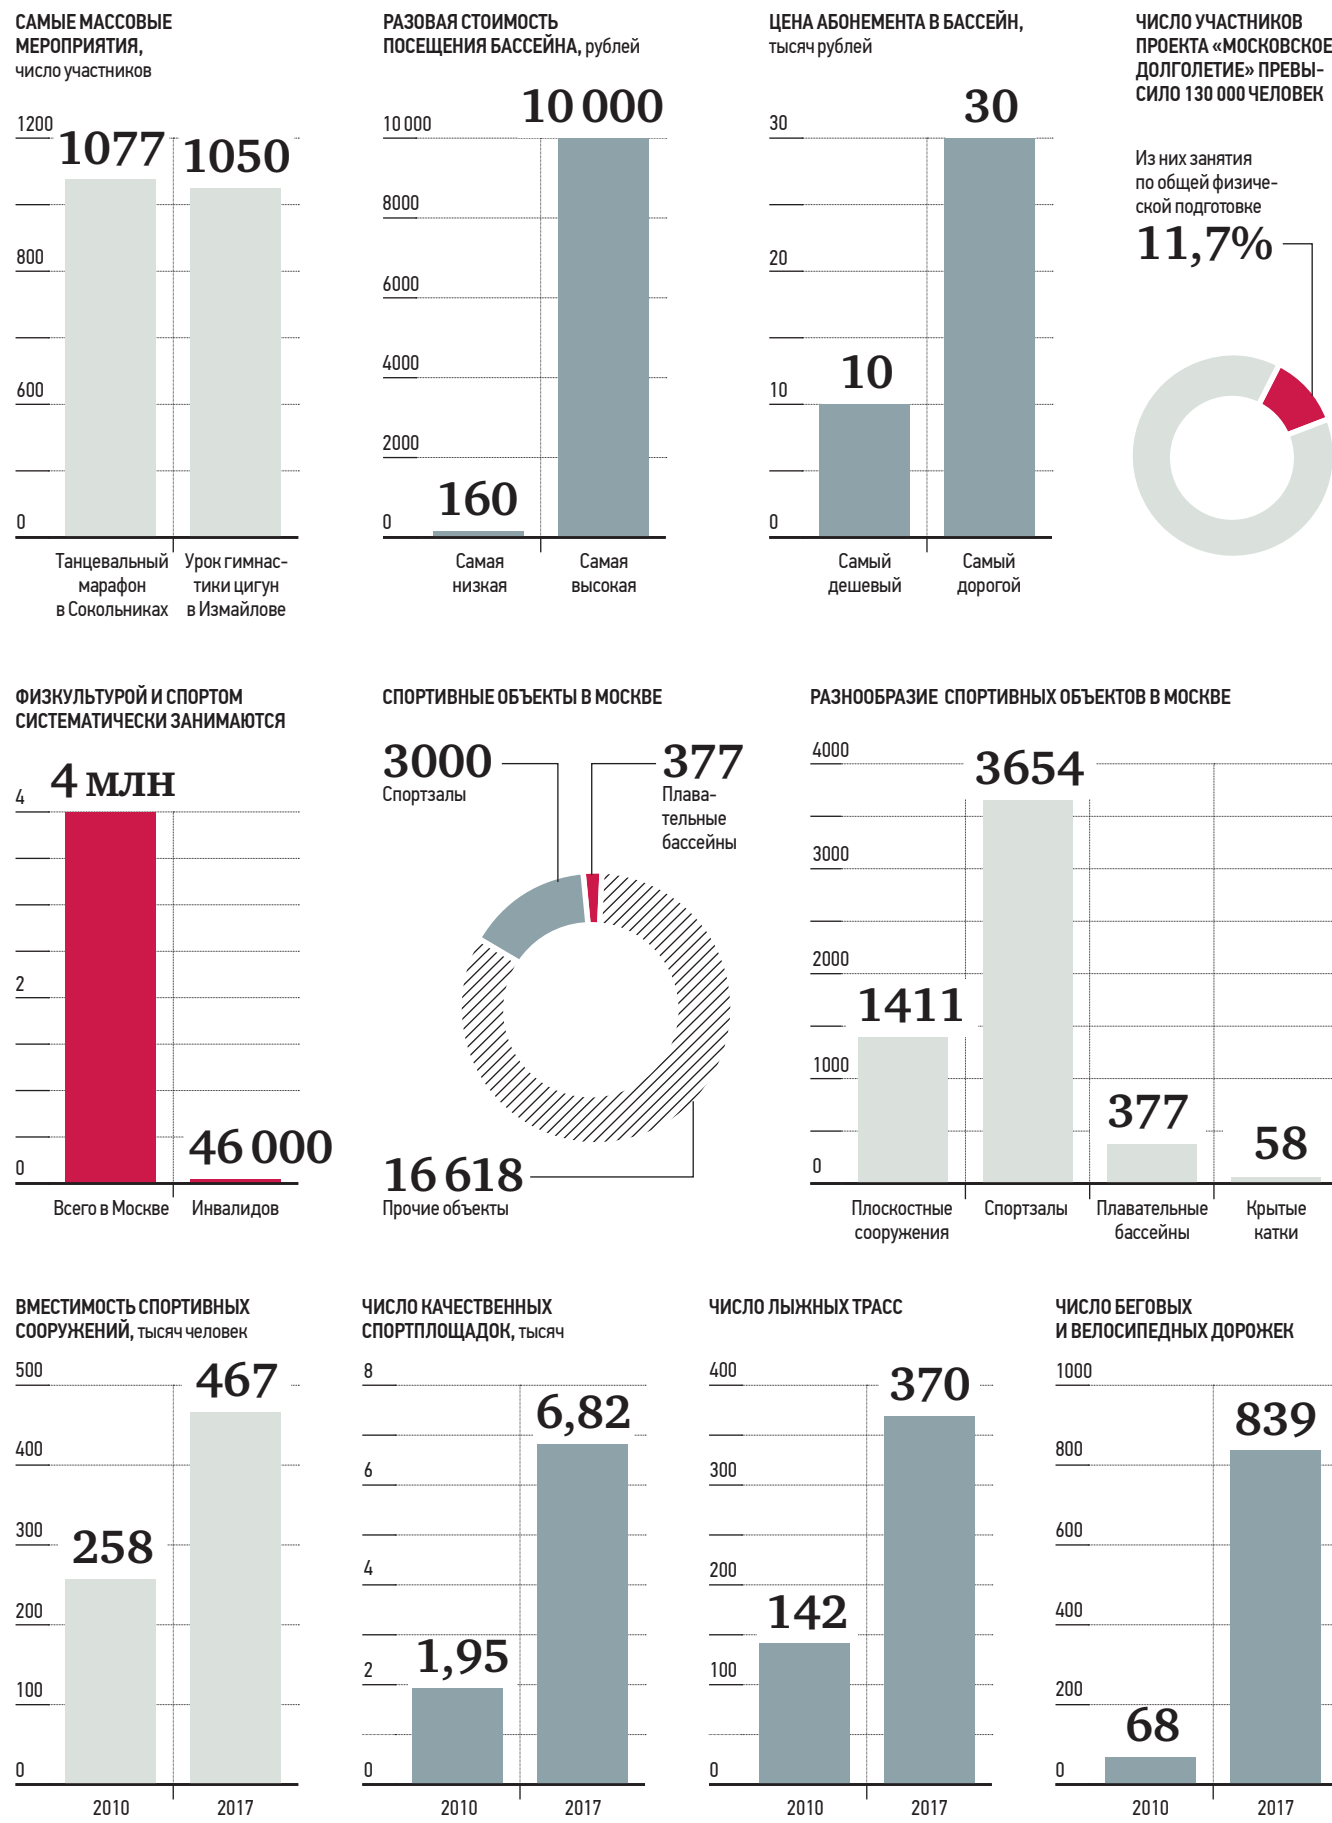 САМЫЕ МАССОВЫЕ
МЕРОПРИЯТИЯ,
число участников
1200
800
600
0
1077
1050
Танцевальный
марафон
в Сокольниках
Урок гимнас-
тики цигун
в Измайлове
РАЗОВАЯ СТОИМОСТЬ
ПОСЕЩЕНИЯ БАССЕЙНА, рублей
10 000
8000
6000
4000
2000
0
160
10 000
Самая
низкая
Самая
высокая
ЦЕНА АБОНЕМЕНТА В БАССЕЙН,
тысяч рублей
30
20
10
0
10
30
Самый
дешевый
Самый
дорогой
ЧИСЛО УЧАСТНИКОВ
ПРОЕКТА «МОСКОВСКОЕ
ДОЛГОЛЕТИЕ» ПРЕВЫ-
СИЛО 130 000 ЧЕЛОВЕК
Из них занятия
по общей физиче-
ской подготовке
11,7%
ФИЗКУЛЬТУРОЙ И СПОРТОМ
СИСТЕМАТИЧЕСКИ ЗАНИМАЮТСЯ
4
2
0
4 млн
46 000
Всего в Москве
Инвалидов
СПОРТИВНЫЕ ОБЪЕКТЫ В МОСКВЕ
3000
Спортзалы
377
Плава-
тельные
бассейны
16 618
Прочие объекты
РАЗНООБРАЗИЕ СПОРТИВНЫХ ОБЪЕКТОВ В МОСКВЕ
4000
3000
2000
1000
0
1411
3654
377
58
Плоскостные
сооружения
Спортзалы
Плавательные
бассейны
Крытые
катки
ВМЕСТИМОСТЬ СПОРТИВНЫХ
СООРУЖЕНИЙ, тысяч человек
500
400
300
200
100
0
258
467
2010
2017
ЧИСЛО КАЧЕСТВЕННЫХ
СПОРТПЛОЩАДОК, тысяч
8
6
4
2
0
1,95
6,82
2010
2017
ЧИСЛО ЛЫЖНЫХ ТРАСС
400
300
200
100
0
142
370
2010
2017
ЧИСЛО БЕГОВЫХ
И ВЕЛОСИПЕДНЫХ ДОРОЖЕК
1000
800
600
400
200
0
68
839
2010
2017